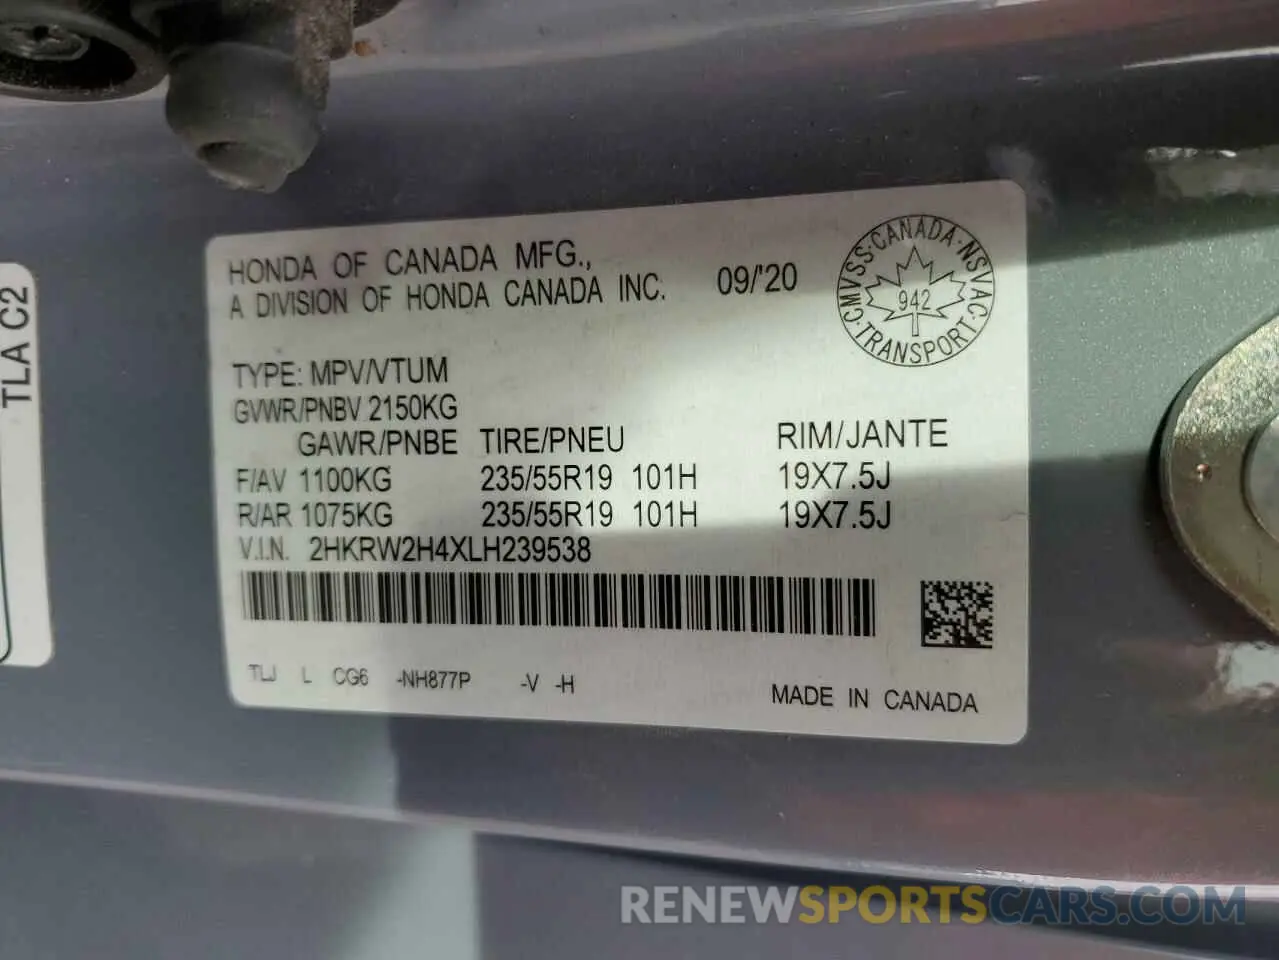 HONDA OF CANADA MFG.,
A DIVISION OF HONDA CANADA INC. 09/'20
CMVSS·CANADA·NSVAC·TRANSPORT·
942
TYPE: MPV/VTUM
GVWR/PNBV 2150KG
GAWR/PNBE TIRE/PNEU RIM/JANTE
F/AV 1100KG 235/55R19 101H 19X7.5J
R/AR 1075KG 235/55R19 101H 19X7.5J
V.I.N. 2HKRW2H4XLH239538
TLJ L CG6 -NH877P -V -H
MADE IN CANADA
TLA C2
RENEWSPORTSCARS.COM